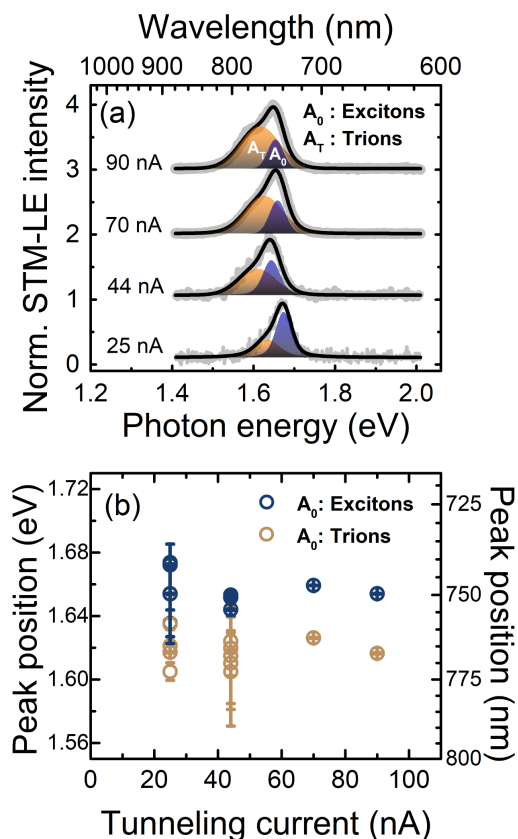 Wavelength (nm)
1000 900 800 700 600
(a)
A₀ : Excitons
A_T : Trions
Norm. STM-LE intensity
4
3
2
1
0
90 nA
A_T A₀
70 nA
44 nA
25 nA
1.2 1.4 1.6 1.8 2.0
Photon energy (eV)
(b)
A₀: Excitons
A₀: Trions
Peak position (eV)
1.72
1.68
1.64
1.60
1.56
725
750
775
800
Peak position (nm)
0 20 40 60 80 100
Tunneling current (nA)